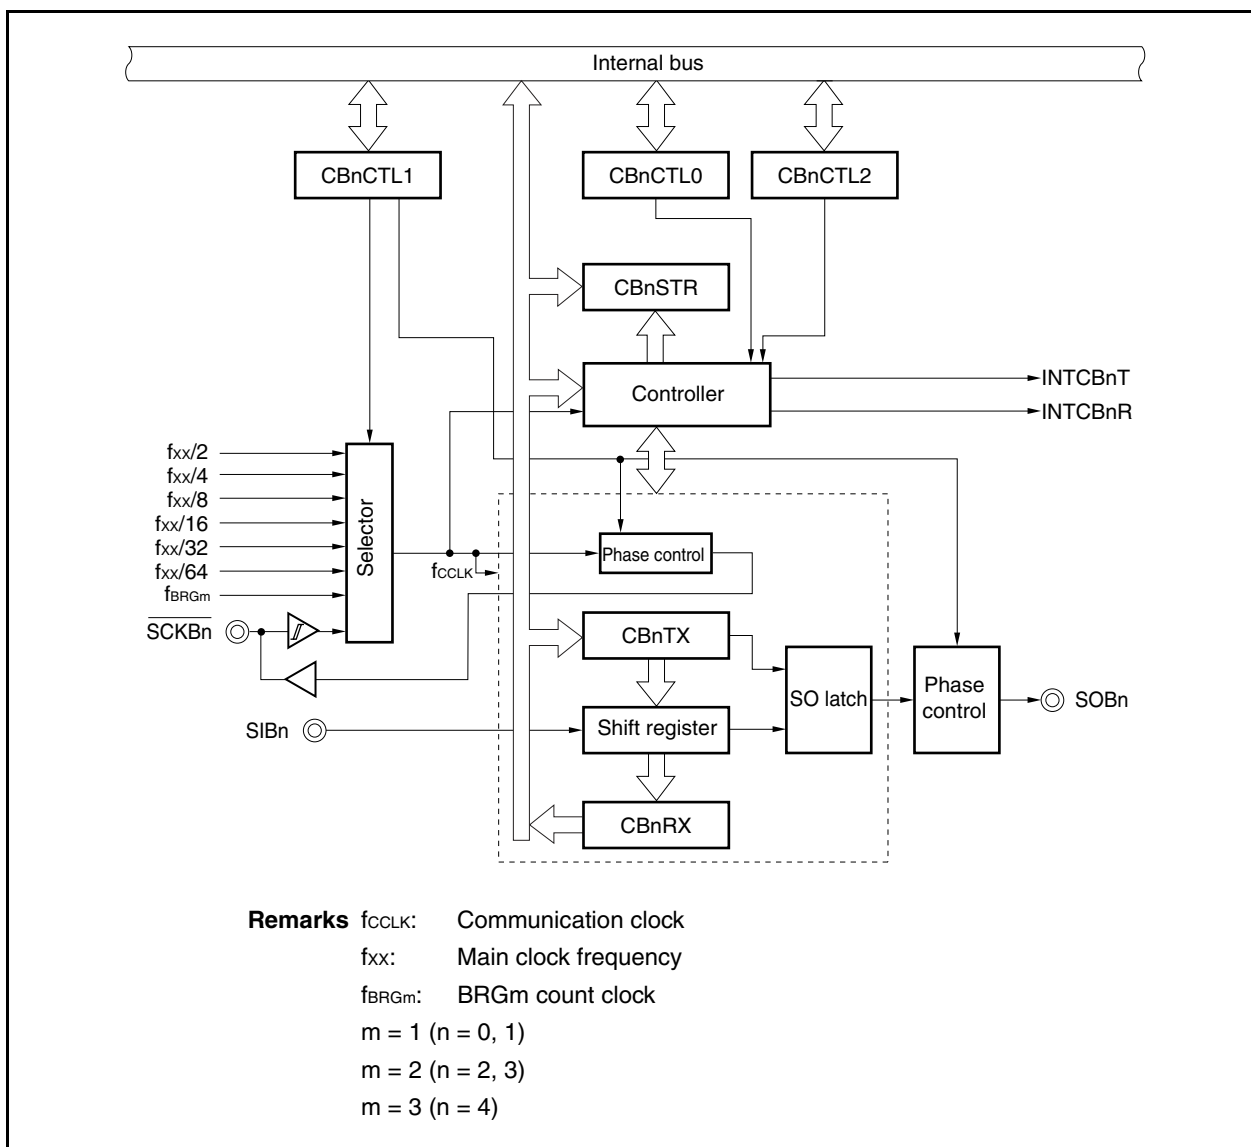 Internal bus
CBnCTL1
CBnCTL0
CBnCTL2
CBnSTR
Controller
INTCBnT
INTCBnR
fxx/2
fxx/4
fxx/8
fxx/16
fxx/32
fxx/64
fBRGm
SCKBn
Selector
fCCLK
Phase control
CBnTX
SO latch
Phase
control
SOBn
SIBn
Shift register
CBnRX
Remarks fCCLK: Communication clock
fxx: Main clock frequency
fBRGm: BRGm count clock
m = 1 (n = 0, 1)
m = 2 (n = 2, 3)
m = 3 (n = 4)